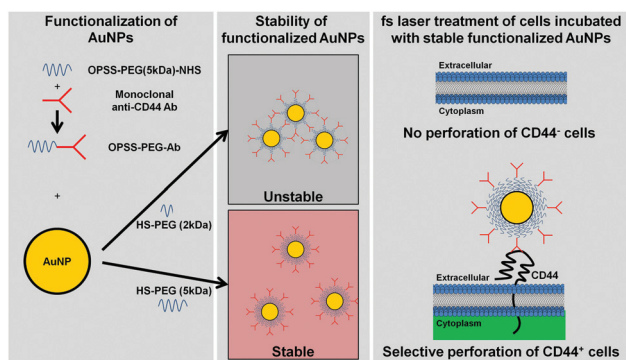 Functionalization of
AuNPs
OPSS-PEG(5kDa)-NHS
+
Monoclonal
anti-CD44 Ab
OPSS-PEG-Ab
+
AuNP
HS-PEG (2kDa)
HS-PEG (5kDa)
Stability of
functionalized AuNPs
Unstable
Stable
fs laser treatment of cells incubated
with stable functionalized AuNPs
Extracellular
Cytoplasm
No perforation of CD44- cells
CD44
Extracellular
Cytoplasm
Selective perforation of CD44+ cells